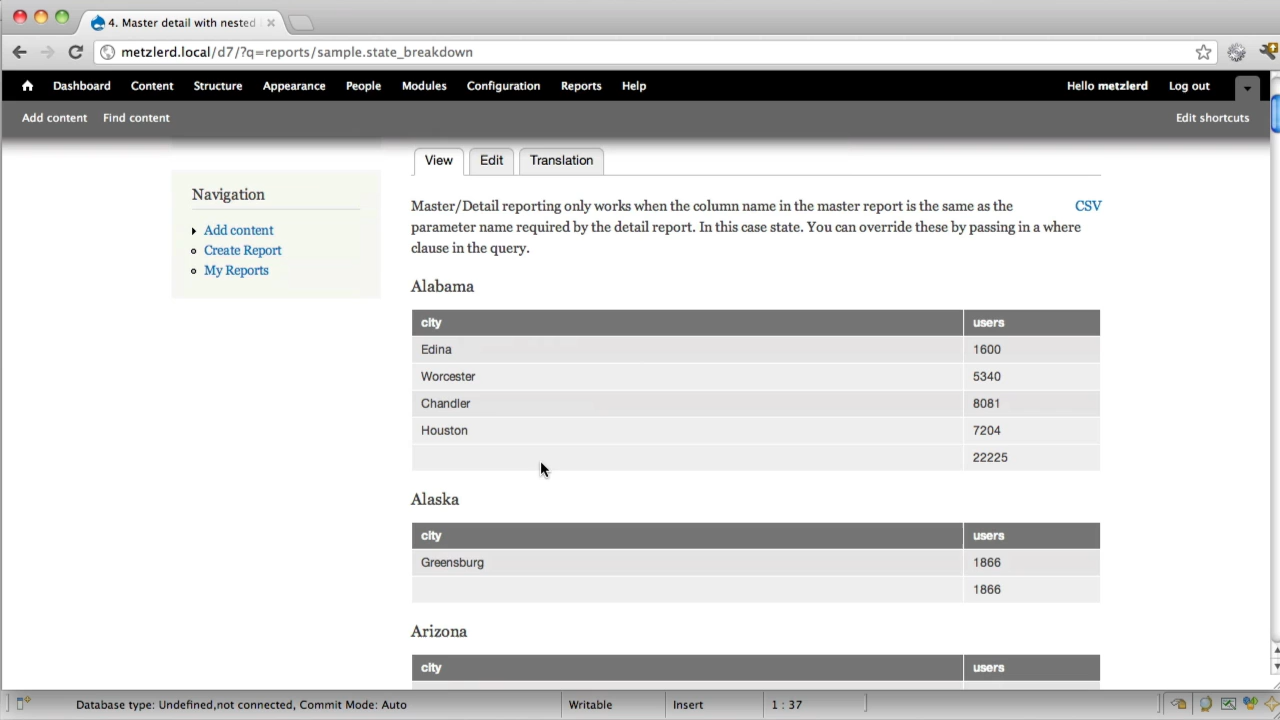 4. Master detail with nested
metzlerd.local/d7/?q=reports/sample.state_breakdown
Dashboard Content Structure Appearance People Modules Configuration Reports Help Hello metzlerd Log out
Add content Find content Edit shortcuts
View Edit Translation
Navigation
Add content
Create Report
My Reports
Master/Detail reporting only works when the column name in the master report is the same as the CSV
parameter name required by the detail report. In this case state. You can override these by passing in a where
clause in the query.
Alabama
city users
Edina 1600
Worcester 5340
Chandler 8081
Houston 7204
22225
Alaska
city users
Greensburg 1866
1866
Arizona
city users
Database type: Undefined,not connected, Commit Mode: Auto Writable Insert 1 : 37